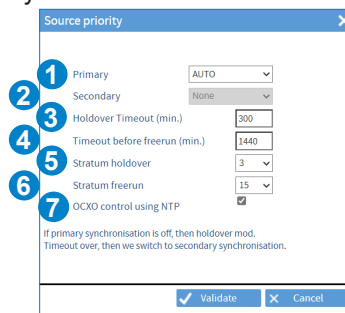 Source priority X
1 Primary AUTO
2 Secondary None
3 Holdover Timeout (min.) 300
4 Timeout before freerun (min.) 1440
5 Stratum holdover 3
6 Stratum freerun 15
7 OCXO control using NTP
If primary synchronisation is off, then holdover mod.
Timeout over, then we switch to secondary synchronisation.
Validate X Cancel